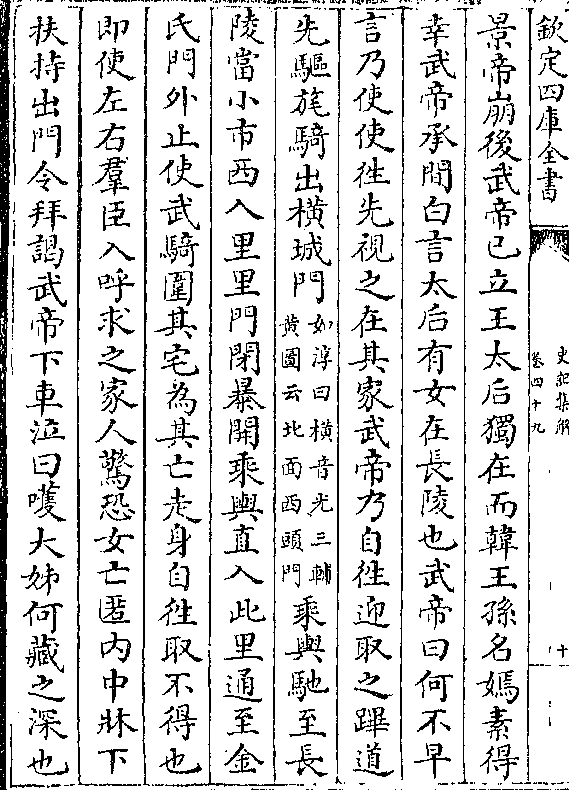 欽定四庫全書
史記集解
卷四十九
十
景帝崩後武帝已立王太后獨在而韓王孫名嫣素得
幸武帝承間白言太后有女在長陵也武帝曰何不早
言乃使使徃先視之在其家武帝乃自徃迎取之蹕道
先驅旄騎出橫城門如淳曰橫音光三輔黃圖云北面西頭門乘輿馳至長
陵當小市西入里里門閉暴開乘輿直入此里通至金
氏門外止使武騎圍其宅為其亡走身自徃取不得也
即使左右羣臣入呼求之家人驚恐女亡匿内中牀下
扶持出門令拜謁武帝下車泣曰嚄大姊何藏之深也